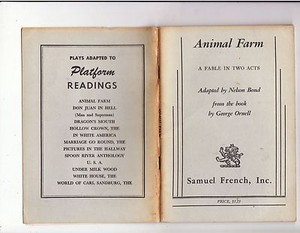 PLAYS ADAPTED TO
Platform
READINGS
ANIMAL FARM
DON JUAN IN HELL
(Man and Superman)
DRAGON'S MOUTH
HOLLOW CROWN, THE
IN WHITE AMERICA
MARRIAGE GO ROUND, THE
PICTURES IN THE HALLWAY
SPOON RIVER ANTHOLOGY
U. S. A.
UNDER MILK WOOD
WHITE HOUSE, THE
WORLD OF CARL SANDBURG, THE
Animal Farm
A FABLE IN TWO ACTS
Adapted by Nelson Bond
from the book
by George Orwell
Samuel French, Inc.
PRICE,